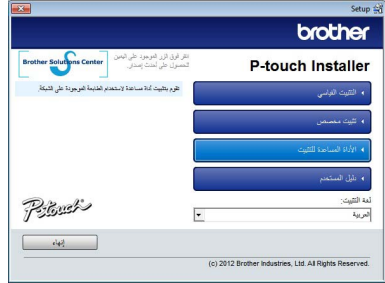 Setup
brother
Brother Solutions Center
انقر فوق الزر الموجود على اليمين
للحصول على أحدث إصدار.
P-touch Installer
تقوم بتثبيت أداة مساعدة لاستخدام الطابعة الموجودة على الشبكة.
التثبيت القياسي
تثبيت مخصص
الأداة المساعدة للتثبيت
دليل المستخدم
لغة التثبيت:
العربية
P-touch
إنهاء
(c) 2012 Brother Industries, Ltd. All Rights Reserved.